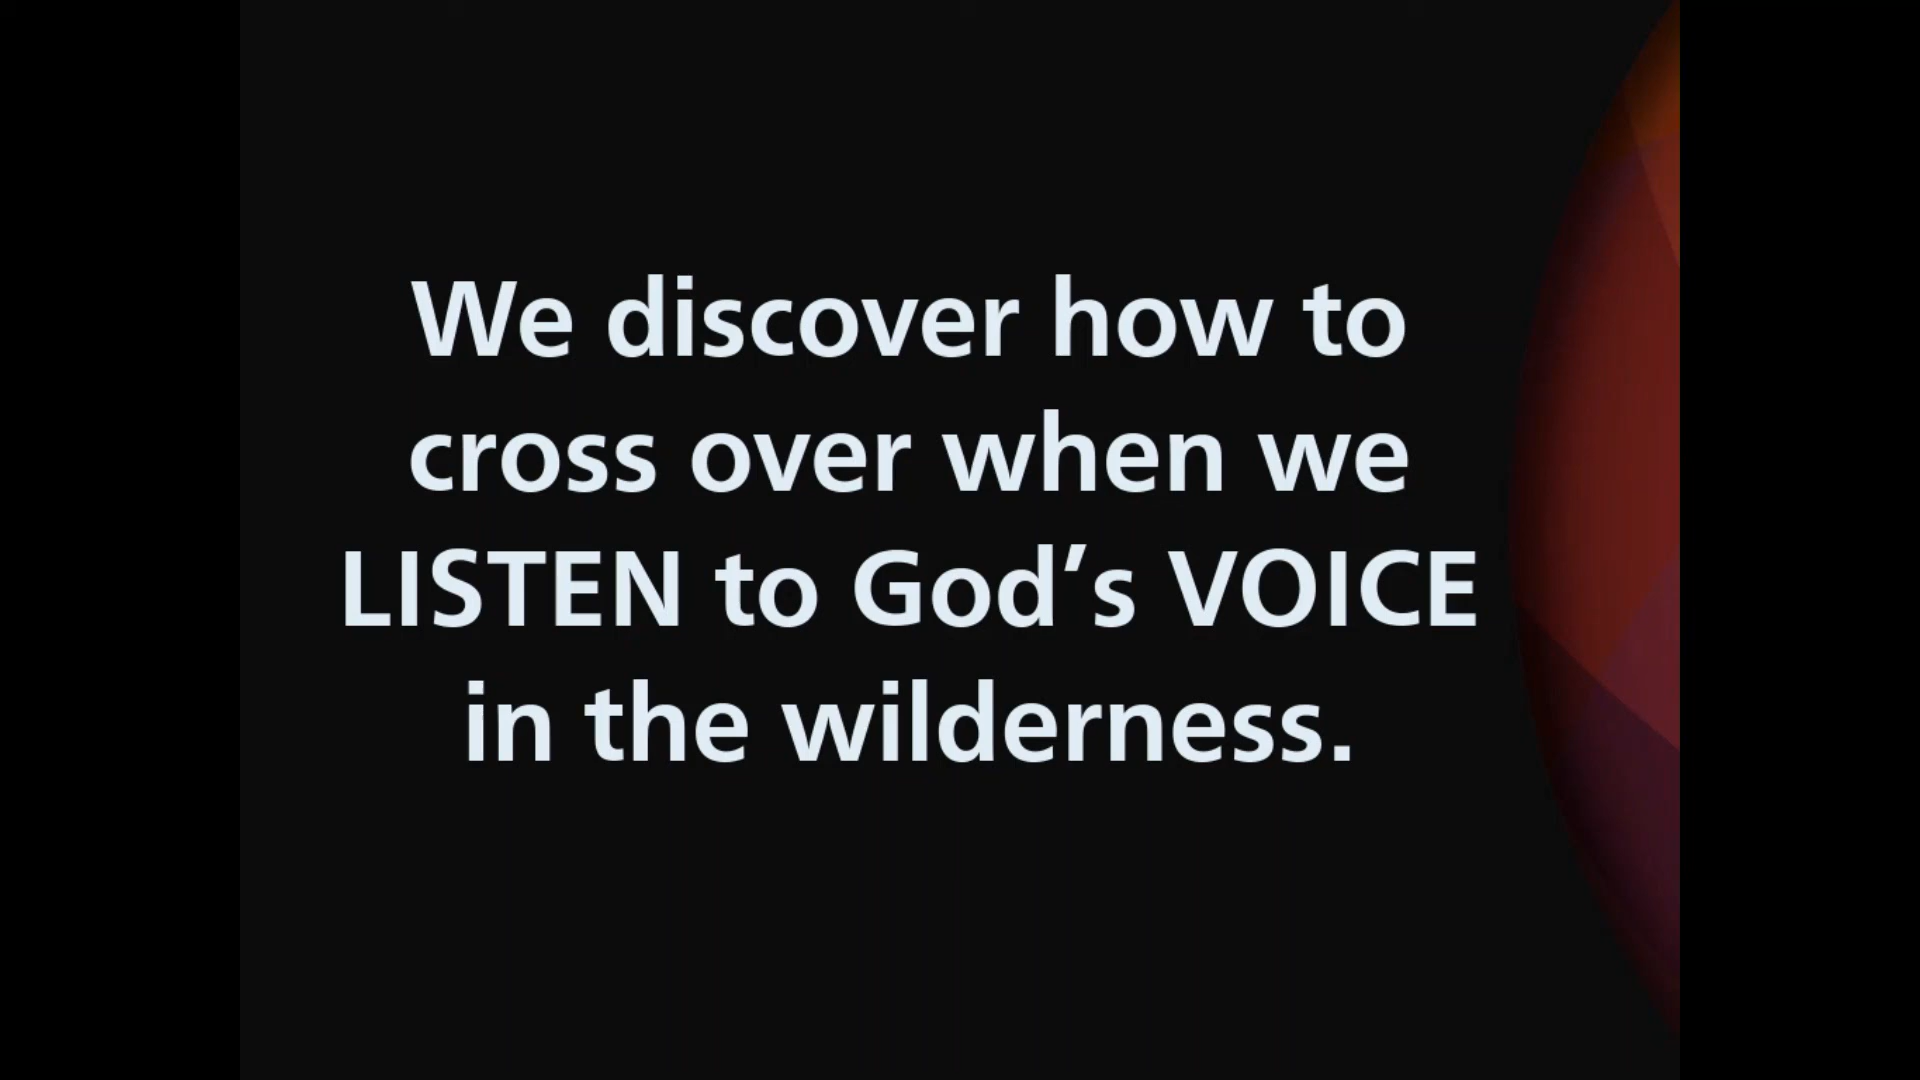 We discover how to
cross over when we
LISTEN to God’s VOICE
in the wilderness.